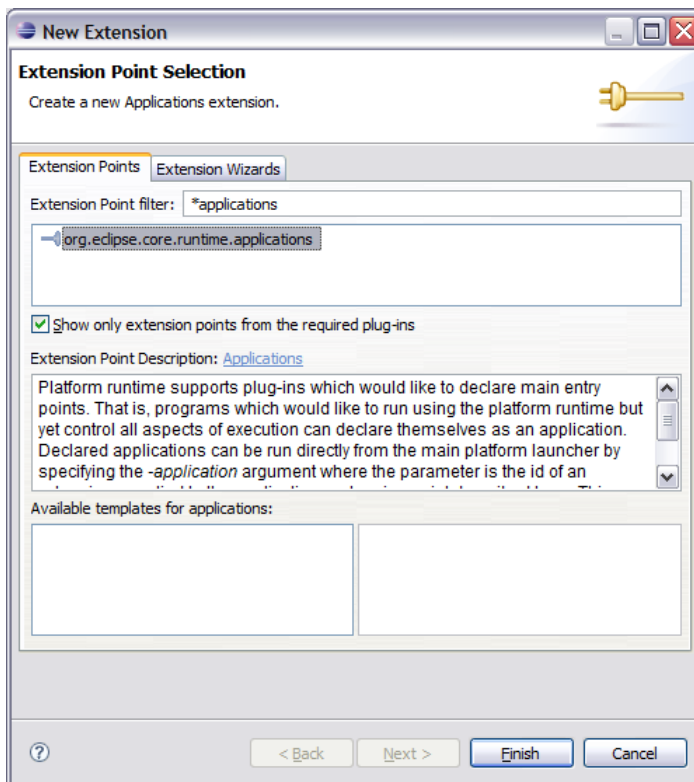 New Extension
Extension Point Selection
Create a new Applications extension.
Extension Points
Extension Wizards
Extension Point filter: *applications
org.eclipse.core.runtime.applications
Show only extension points from the required plug-ins
Extension Point Description: Applications
Platform runtime supports plug-ins which would like to declare main entry
points. That is, programs which would like to run using the platform runtime but
yet control all aspects of execution can declare themselves as an application.
Declared applications can be run directly from the main platform launcher by
specifying the -application argument where the parameter is the id of an
Available templates for applications:
?
< Back
Next >
Finish
Cancel